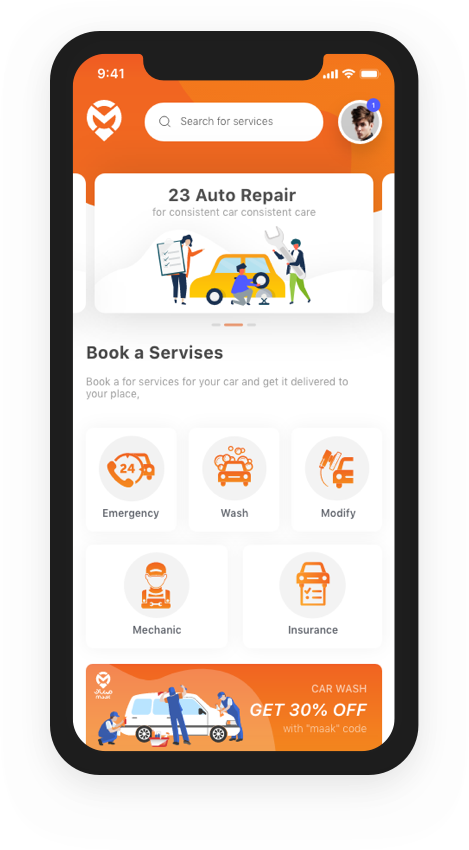 9:41
Search for services
1
23 Auto Repair
for consistent car consistent care
Book a Servises
Book a for services for your car and get it delivered to
your place,
24
Emergency
Wash
Modify
Mechanic
Insurance
CAR WASH
GET 30% OFF
with "maak" code